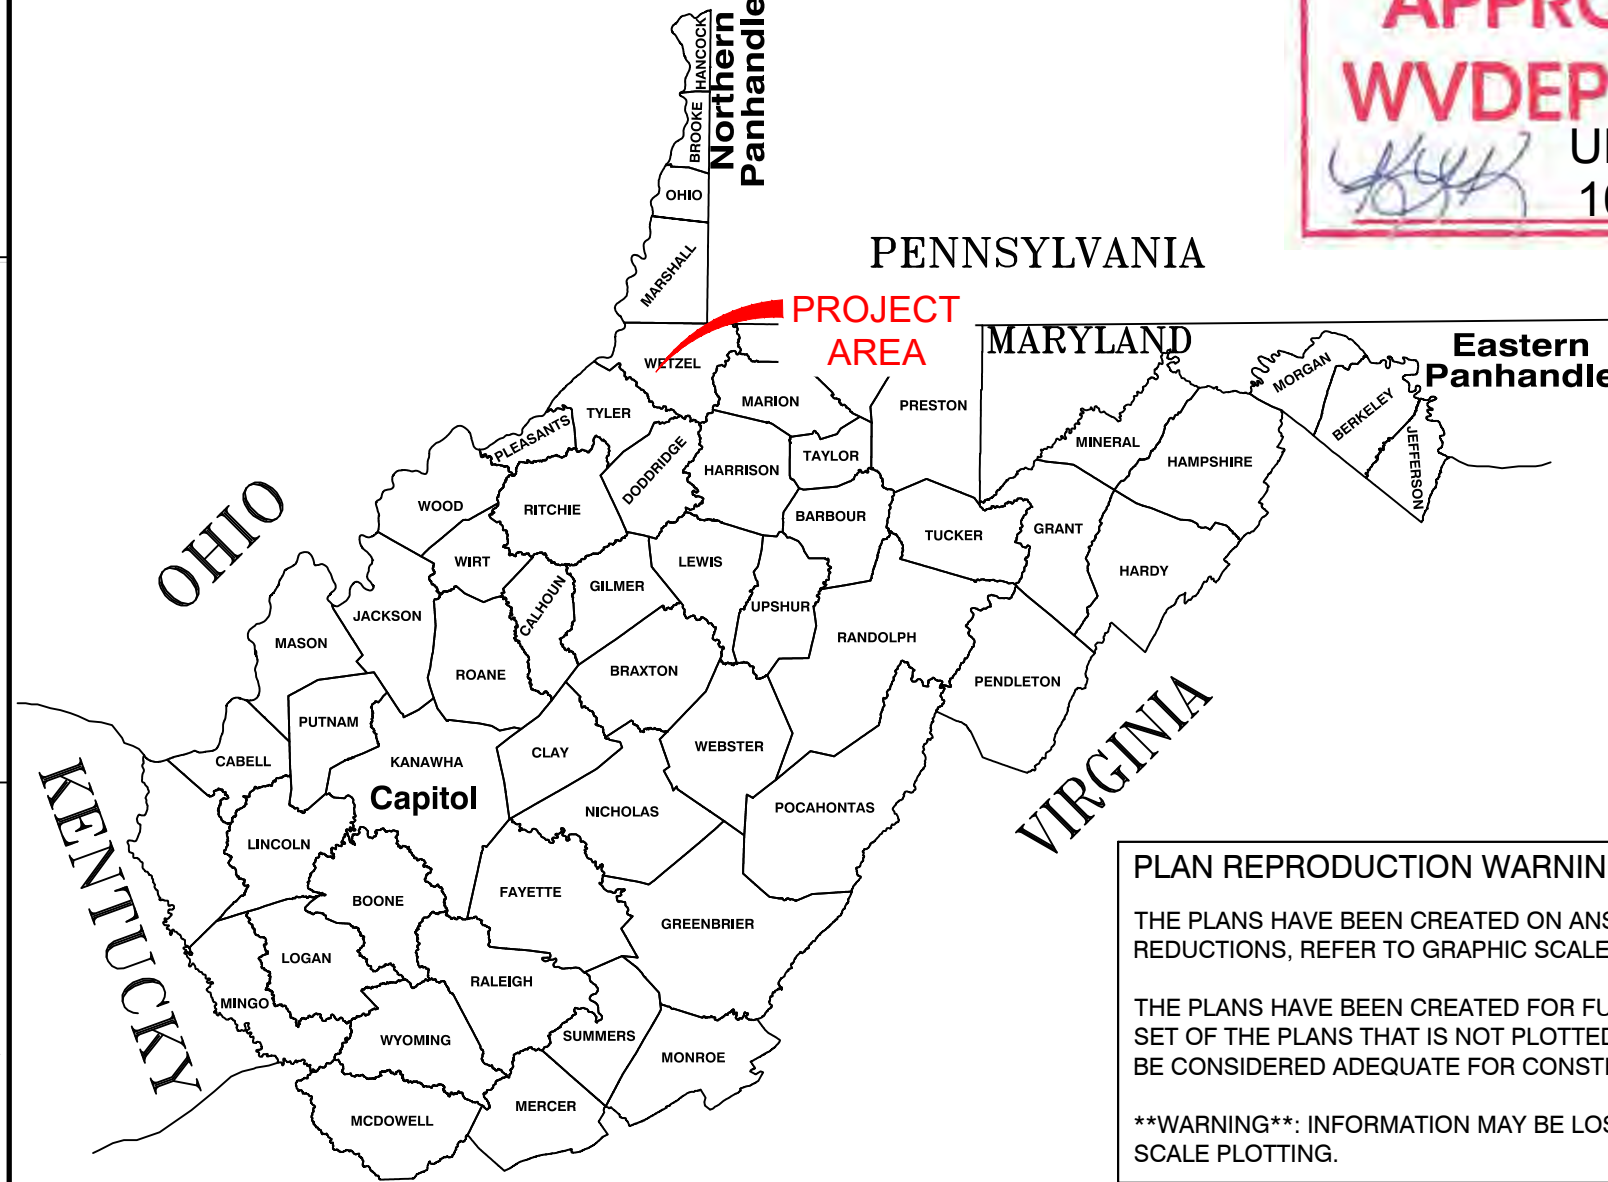 HANCOCK
Northern
Panhandle
BROOKE
OHIO
MARSHALL
WVDEP
PENNSYLVANIA
PROJECT
AREA
MARYLAND
Eastern
Panhandle
WETZEL
MORGAN
BERKELEY
JEFFERSON
TYLER
MARION
PRESTON
PLEASANTS
DODDRIDGE
HARRISON
TAYLOR
MINERAL
HAMPSHIRE
OHIO
WOOD
RITCHIE
BARBOUR
TUCKER
GRANT
WIRT
CALHOUN
GILMER
LEWIS
UPSHUR
HARDY
MASON
JACKSON
ROANE
BRAXTON
RANDOLPH
PENDLETON
PUTNAM
CABELL
KANAWHA
Capitol
CLAY
WEBSTER
NICHOLAS
POCAHONTAS
VIRGINIA
KENTUCKY
LINCOLN
BOONE
FAYETTE
GREENBRIER
LOGAN
RALEIGH
MINGO
WYOMING
SUMMERS
MONROE
MERCER
MCDOWELL
PLAN REPRODUCTION WARNIN
THE PLANS HAVE BEEN CREATED ON ANS
REDUCTIONS, REFER TO GRAPHIC SCALE
THE PLANS HAVE BEEN CREATED FOR FU
SET OF THE PLANS THAT IS NOT PLOTTED
BE CONSIDERED ADEQUATE FOR CONST
**WARNING**: INFORMATION MAY BE LOS
SCALE PLOTTING.